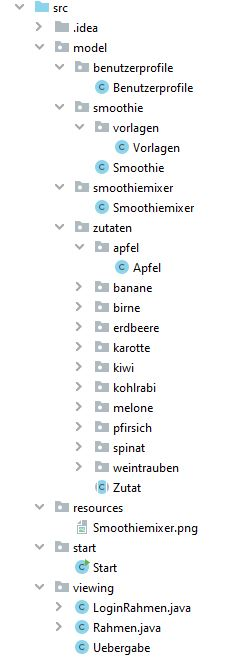 src
.idea
model
benutzerprofile
Benutzerprofile
smoothie
vorlagen
Vorlagen
Smoothie
smoothiemixer
Smoothiemixer
zutaten
apfel
Apfel
banane
birne
erdbeere
karotte
kiwi
kohlrabi
melone
pfirsich
spinat
weintrauben
Zutat
resources
Smoothiemixer.png
start
Start
viewing
LoginRahmen.java
Rahmen.java
Uebergabe